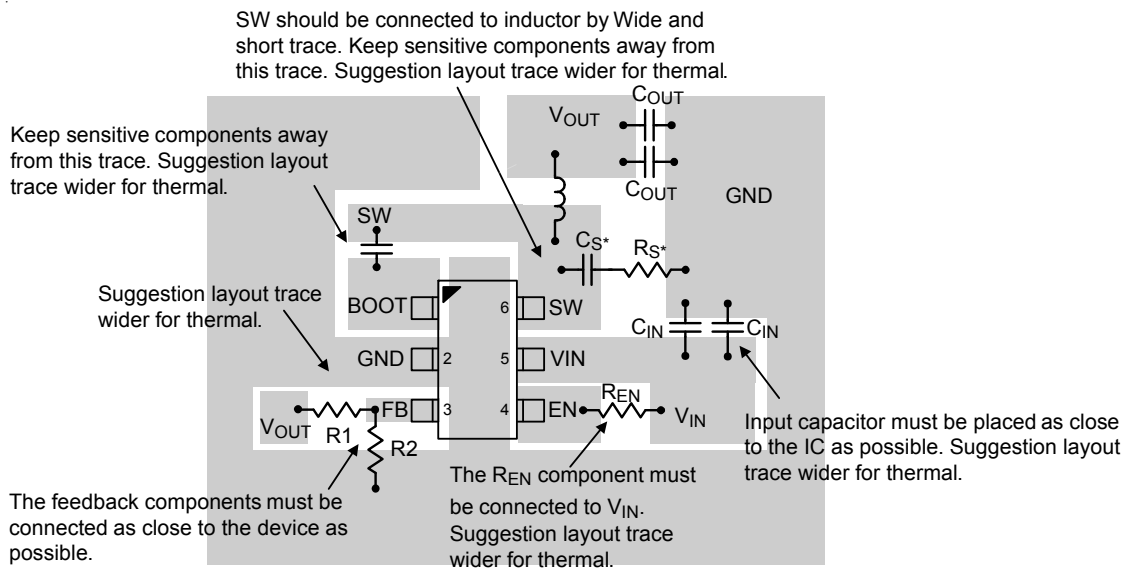 SW should be connected to inductor by Wide and
short trace. Keep sensitive components away from
this trace. Suggestion layout trace wider for thermal.
Keep sensitive components away
from this trace. Suggestion layout
trace wider for thermal.
COUT
VOUT
COUT
GND
SW
CS*
RS*
Suggestion layout trace
wider for thermal.
BOOT
6
SW
CIN
CIN
GND
2
5
VIN
REN
VOUT
R1
FB
3
4
EN
VIN
R2
Input capacitor must be placed as close
to the IC as possible. Suggestion layout
trace wider for thermal.
The feedback components must be
connected as close to the device as
possible.
The REN component must
be connected to VIN.
Suggestion layout trace
wider for thermal.